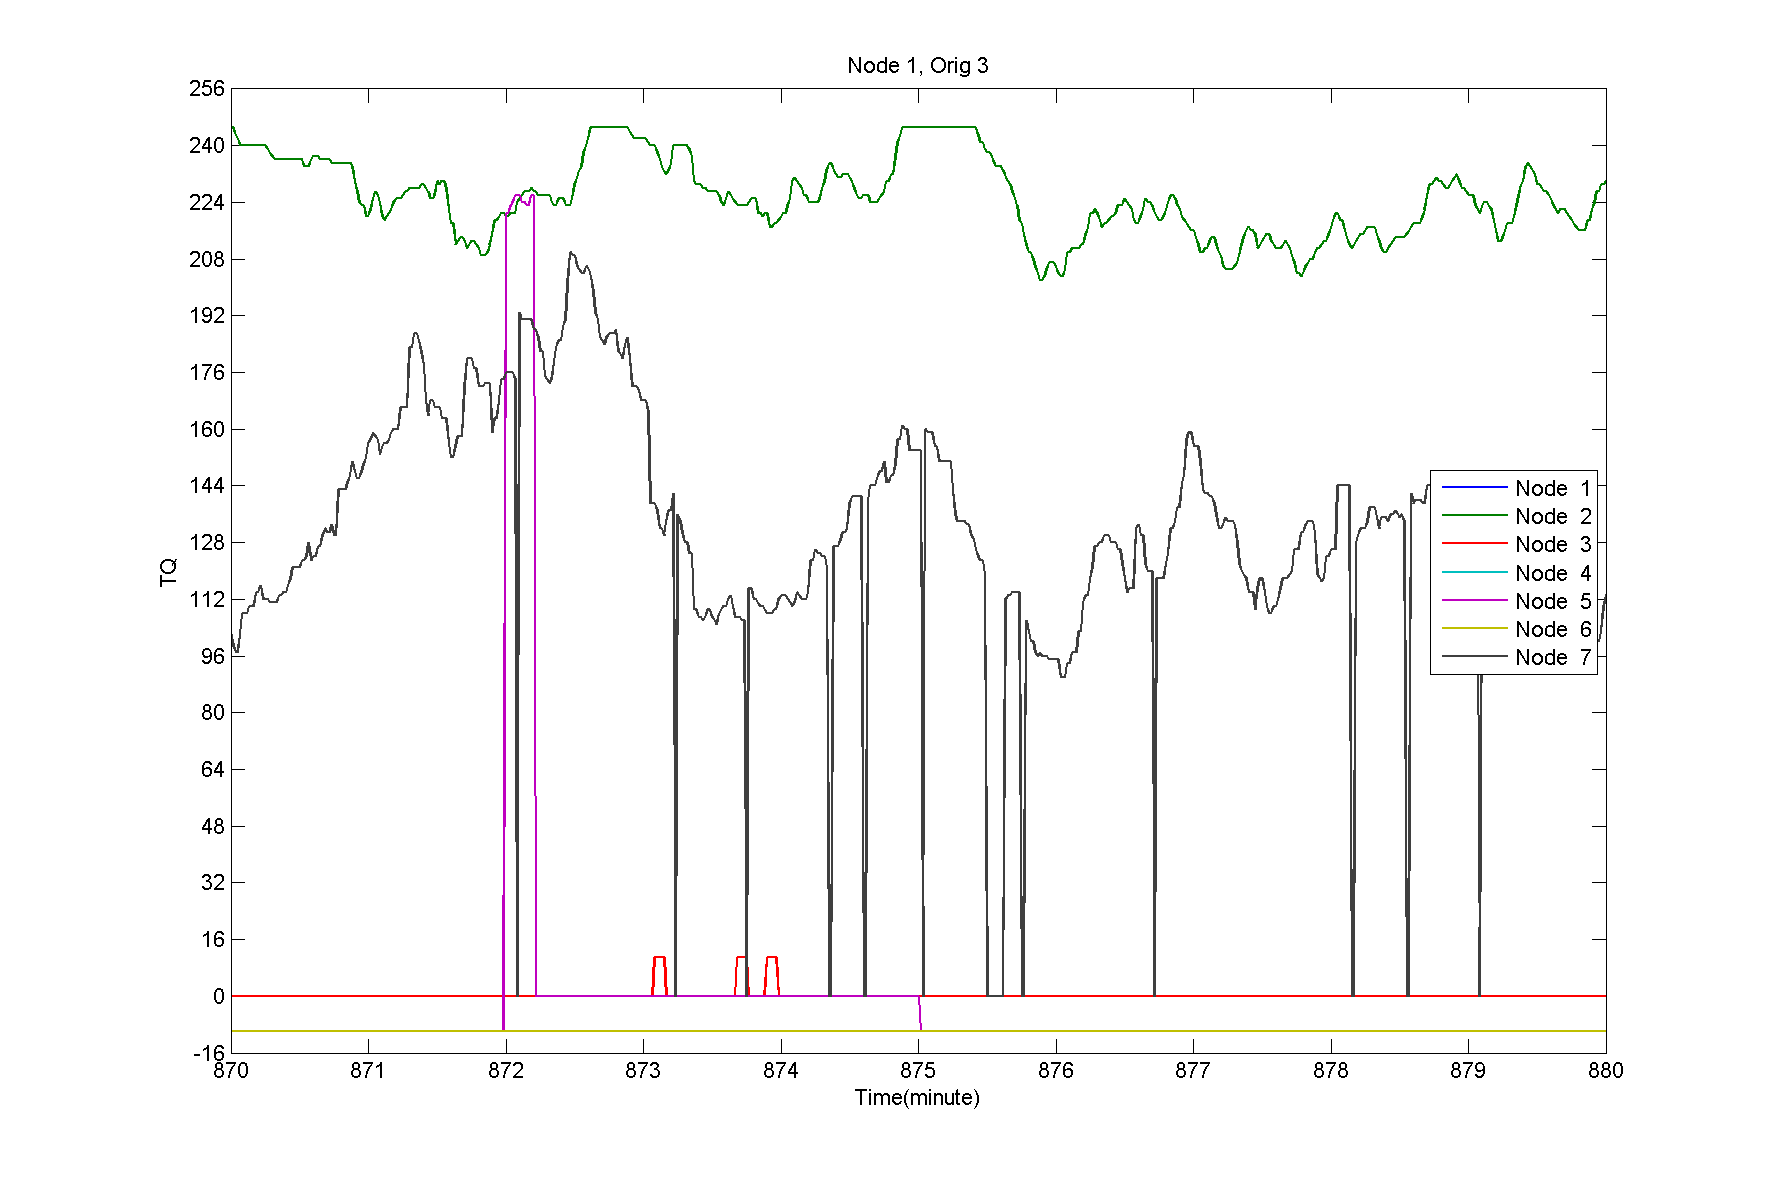 Node 1, Orig 3
256
240
224
208
192
176
160
144
128
112
96
80
64
48
32
16
0
-16
TQ
Node 1
Node 2
Node 3
Node 4
Node 5
Node 6
Node 7
870 871 872 873 874 875 876 877 878 879 880
Time(minute)